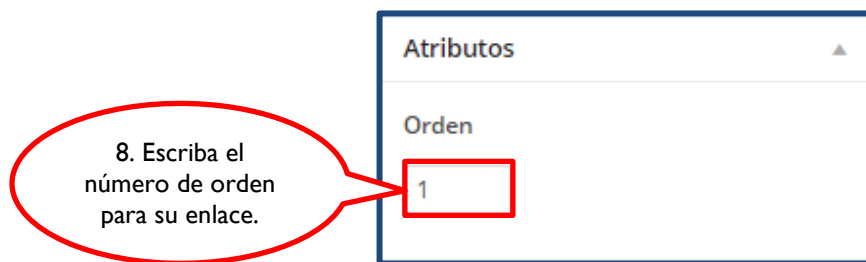 Atributos
Orden
8. Escriba el
número de orden
para su enlace.
1